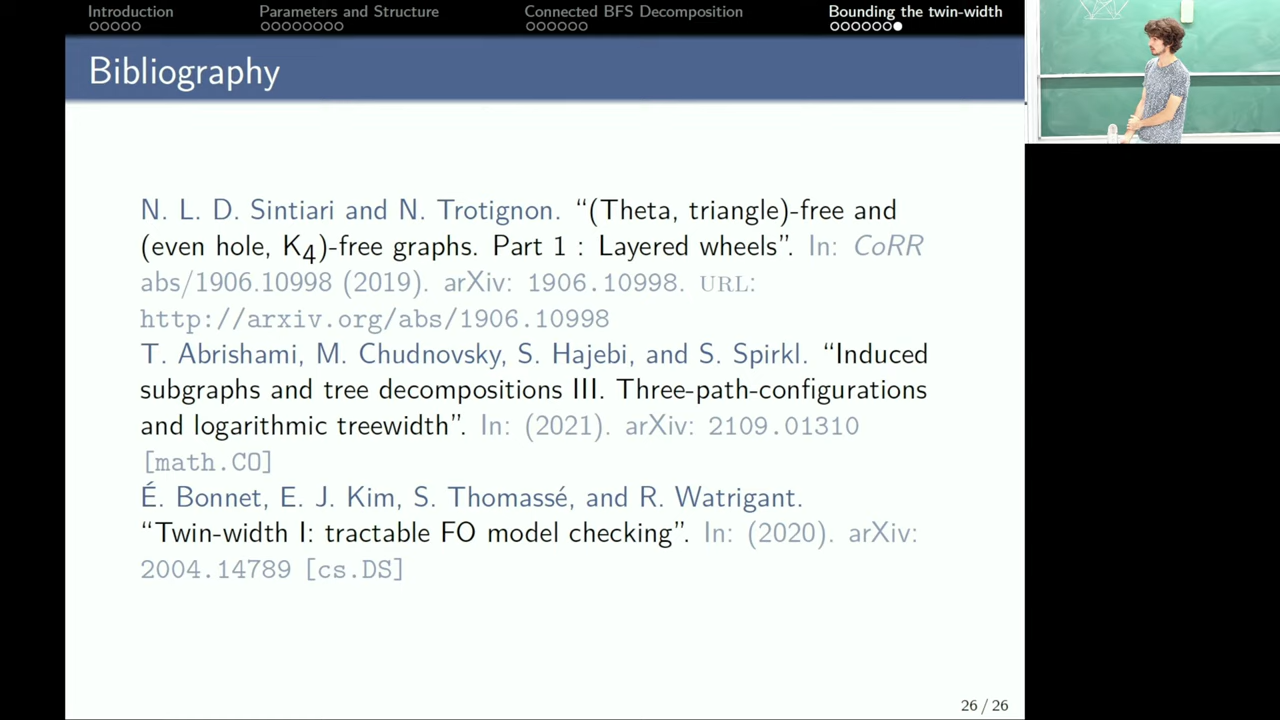 Introduction
Parameters and Structure
Connected BFS Decomposition
Bounding the twin-width
Bibliography
N. L. D. Sintiari and N. Trotignon. “(Theta, triangle)-free and
(even hole, K4)-free graphs. Part 1 : Layered wheels”. In: CoRR
abs/1906.10998 (2019). arXiv: 1906.10998. URL:
http://arxiv.org/abs/1906.10998
T. Abrishami, M. Chudnovsky, S. Hajebi, and S. Spirkl. “Induced
subgraphs and tree decompositions III. Three-path-configurations
and logarithmic treewidth”. In: (2021). arXiv: 2109.01310
[math.CO]
É. Bonnet, E. J. Kim, S. Thomassé, and R. Watrigant.
“Twin-width I: tractable FO model checking”. In: (2020). arXiv:
2004.14789 [cs.DS]
26 / 26